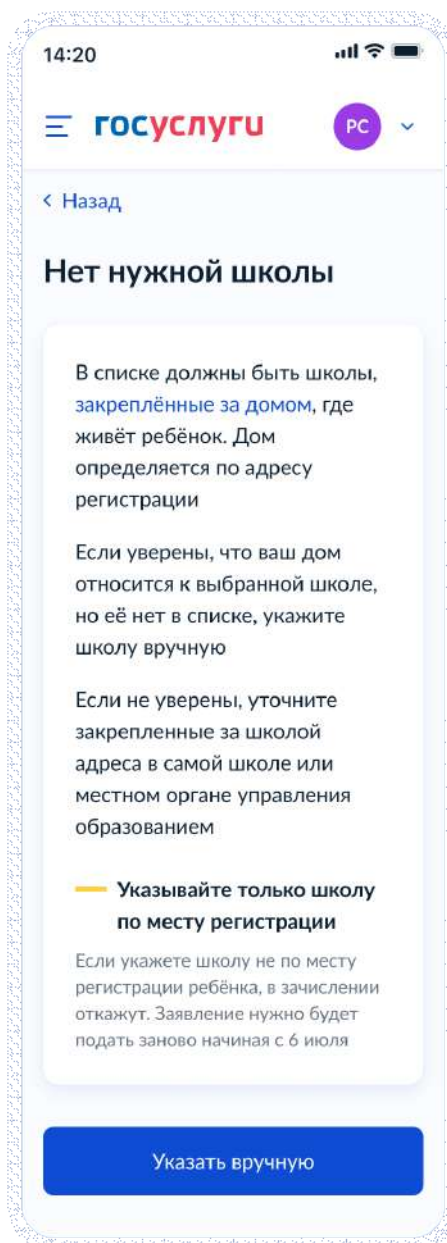 14:20
госуслуги
РС
Назад
Нет нужной школы
В списке должны быть школы,
закреплённые за домом, где
живёт ребёнок. Дом
определяется по адресу
регистрации
Если уверены, что ваш дом
относится к выбранной школе,
но её нет в списке, укажите
школу вручную
Если не уверены, уточните
закрепленные за школой
адреса в самой школе или
местном органе управления
образованием
Указывайте только школу
по месту регистрации
Если укажете школу не по месту
регистрации ребёнка, в зачислении
откажут. Заявление нужно будет
подать заново начиная с 6 июля
Указать вручную